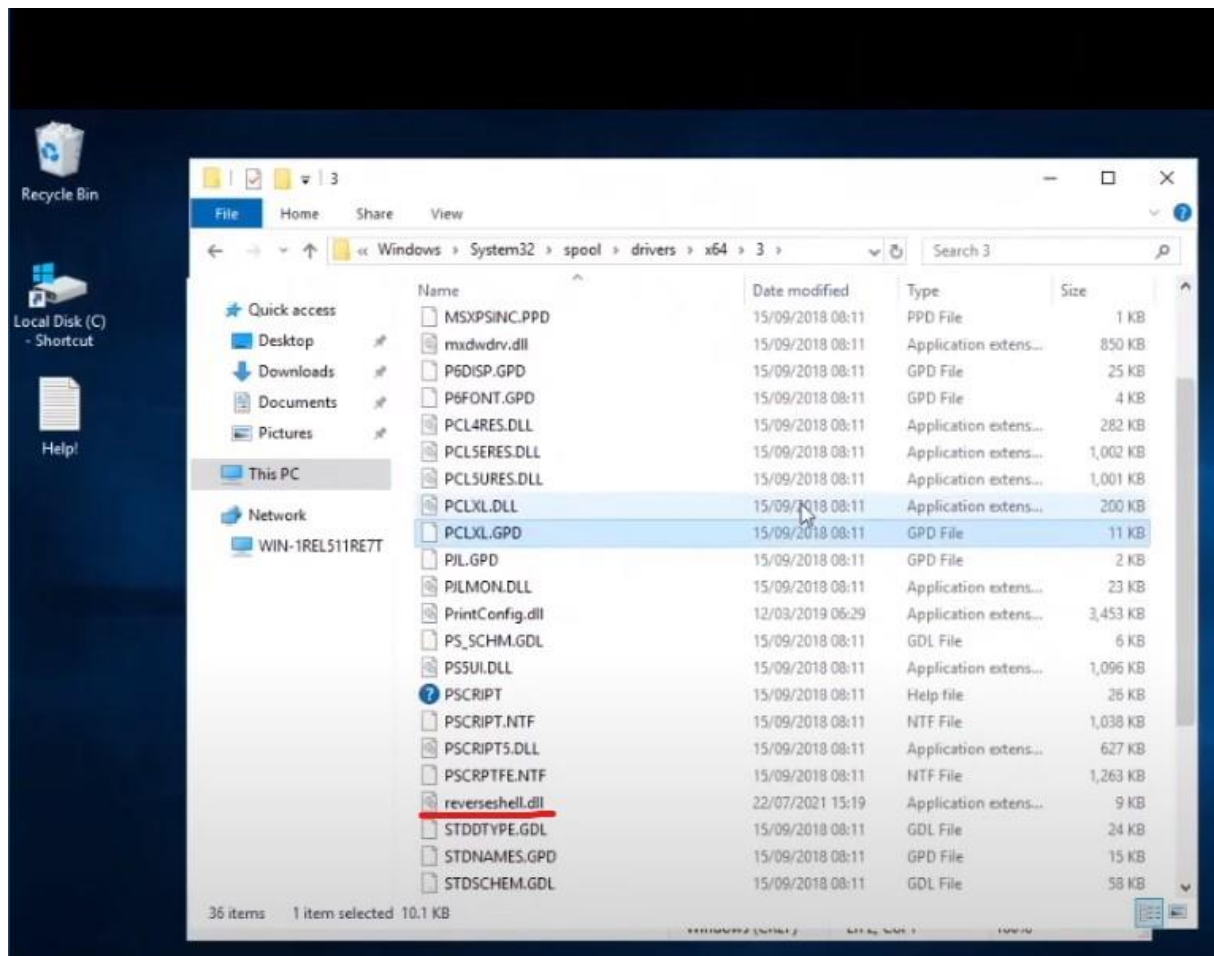 Recycle Bin
Local Disk (C)
- Shortcut
Help!
3
File Home Share View
« Windows › System32 › spool › drivers › x64 › 3 › Search 3
Quick access
Desktop
Downloads
Documents
Pictures
This PC
Network
WIN-1REL511RE7T
Name Date modified Type Size
MSXPSINC.PPD 15/09/2018 08:11 PPD File 1 KB
mxdwdrv.dll 15/09/2018 08:11 Application extens... 850 KB
P6DISP.GPD 15/09/2018 08:11 GPD File 25 KB
P6FONT.GPD 15/09/2018 08:11 GPD File 4 KB
PCL4RES.DLL 15/09/2018 08:11 Application extens... 282 KB
PCL5ERES.DLL 15/09/2018 08:11 Application extens... 1,002 KB
PCL5URES.DLL 15/09/2018 08:11 Application extens... 1,001 KB
PCLXL.DLL 15/09/2018 08:11 Application extens... 200 KB
PCLXL.GPD 15/09/2018 08:11 GPD File 11 KB
PJL.GPD 15/09/2018 08:11 GPD File 2 KB
PJLMON.DLL 15/09/2018 08:11 Application extens... 23 KB
PrintConfig.dll 12/03/2019 06:29 Application extens... 3,453 KB
PS_SCHM.GDL 15/09/2018 08:11 GDL File 6 KB
PS5UI.DLL 15/09/2018 08:11 Application extens... 1,096 KB
PSCRIPT 15/09/2018 08:11 Help file 26 KB
PSCRIPT.NTF 15/09/2018 08:11 NTF File 1,038 KB
PSCRIPT5.DLL 15/09/2018 08:11 Application extens... 627 KB
PSCRPTFE.NTF 15/09/2018 08:11 NTF File 1,263 KB
reverseshell.dll 22/07/2021 15:19 Application extens... 9 KB
STDDTYPE.GDL 15/09/2018 08:11 GDL File 24 KB
STDNAMES.GPD 15/09/2018 08:11 GPD File 15 KB
STDSCHEM.GDL 15/09/2018 08:11 GDL File 58 KB
36 items 1 item selected 10.1 KB